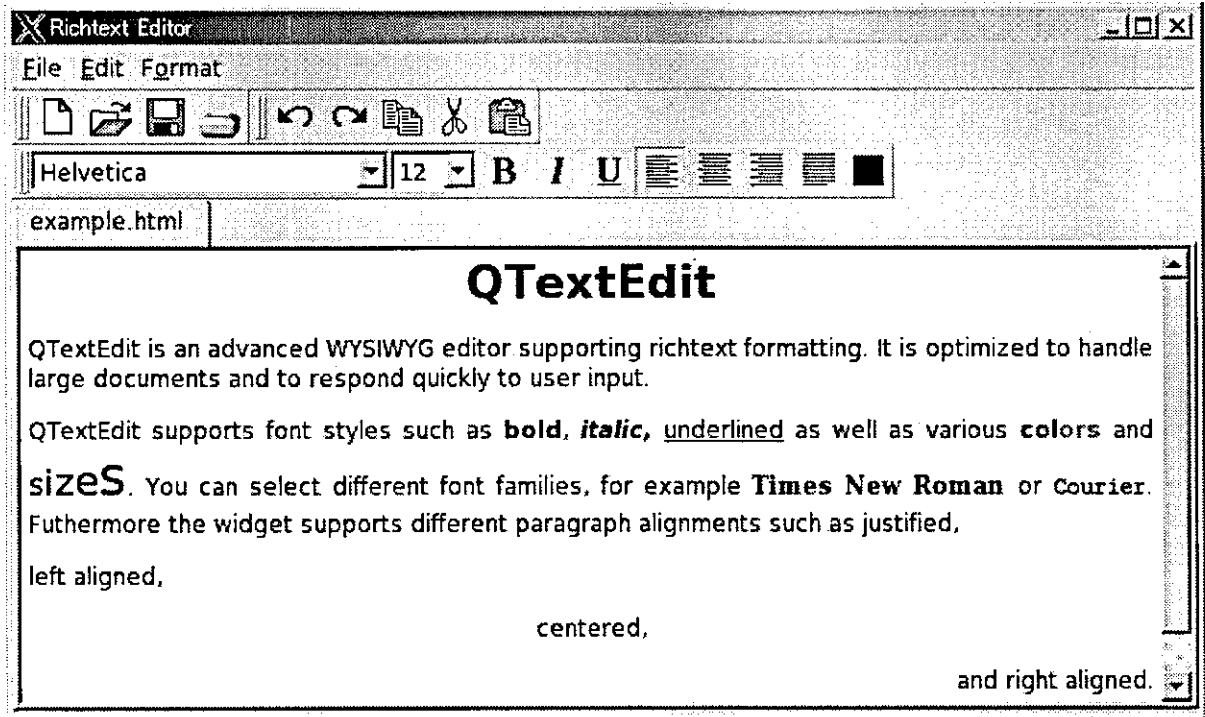 Richtext Editor
File Edit Format
Helvetica 12 B I U
example.html
QTextEdit
QTextEdit is an advanced WYSIWYG editor supporting richtext formatting. It is optimized to handle
large documents and to respond quickly to user input.
QTextEdit supports font styles such as bold, italic, underlined as well as various colors and
sizeS. You can select different font families, for example Times New Roman or Courier.
Futhermore the widget supports different paragraph alignments such as justified,
left aligned,
centered,
and right aligned.